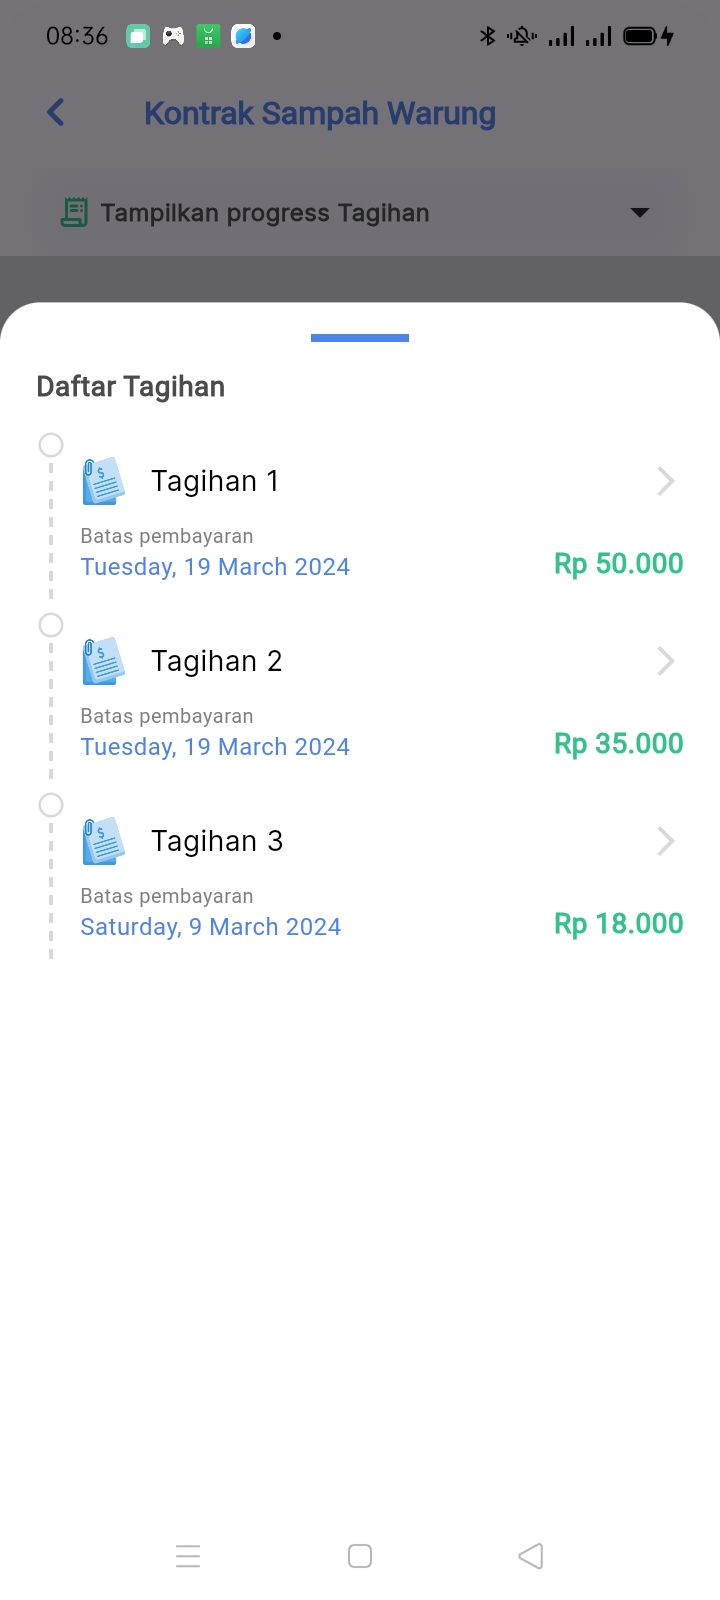 08:36
Kontrak Sampah Warung
Tampilkan progress Tagihan
Daftar Tagihan
Tagihan 1
Batas pembayaran
Tuesday, 19 March 2024
Rp 50.000
Tagihan 2
Batas pembayaran
Tuesday, 19 March 2024
Rp 35.000
Tagihan 3
Batas pembayaran
Saturday, 9 March 2024
Rp 18.000